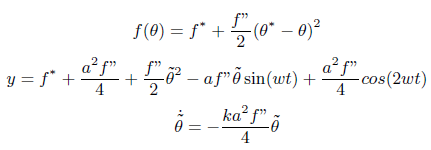 f(θ) = f* + f”/2 (θ* − θ)²
y = f* + a²f”/4 + f”/2 θ̃² − af”θ̃ sin(wt) + a²f”/4 cos(2wt)
θ̃̇ = − ka²f”/4 θ̃